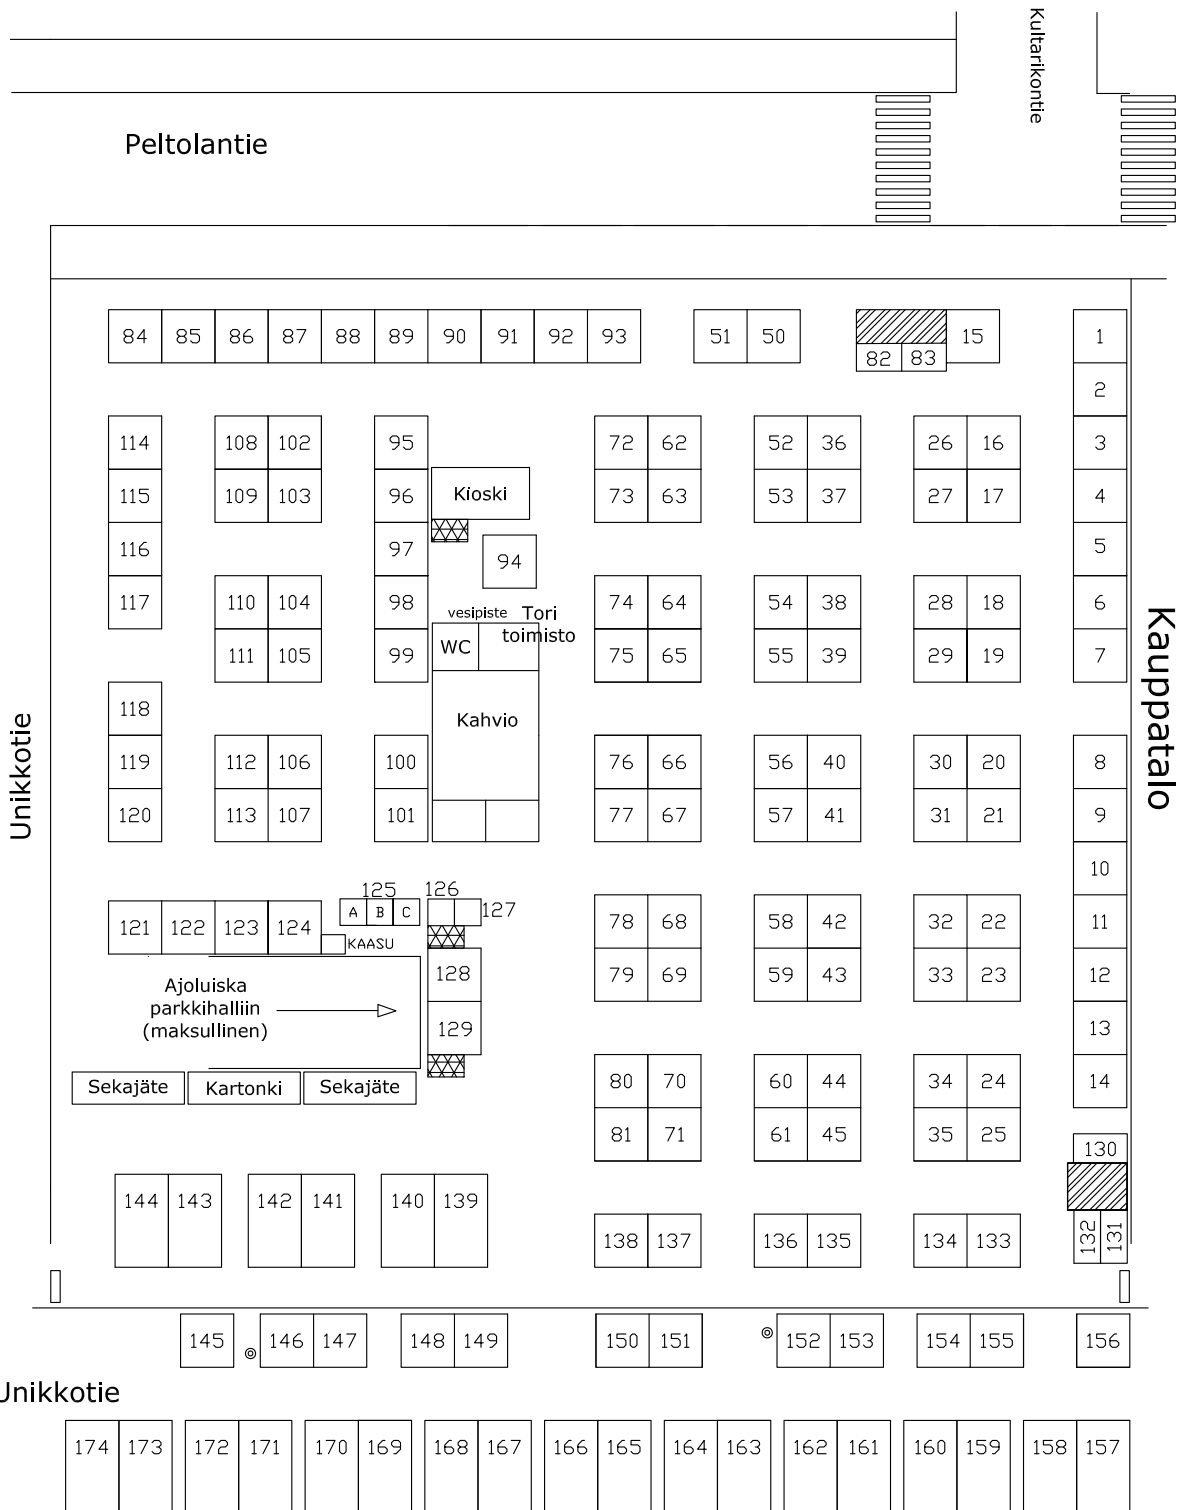 Kultarikontie
Peltolantie
84 85 86 87 88 89 90 91 92 93 51 50 82 83 15 1
2
114 108 102 95 72 62 52 36 26 16 3
115 109 103 96 Kioski 73 63 53 37 27 17 4
116 97 94 5
117 110 104 98 74 64 54 38 28 18 6
vesipiste Tori
toimisto
111 105 99 WC 75 65 55 39 29 19 7
Kauppatalo
118 Kahvio
Unikkotie
119 112 106 100 76 66 56 40 30 20 8
120 113 107 101 77 67 57 41 31 21 9
10
125 126
A B C 127
121 122 123 124 78 68 58 42 32 22 11
KAASU
128 79 69 59 43 33 23 12
Ajoluiska
parkkihalliin
(maksullinen)
129 13
Sekajäte Kartonki Sekajäte 80 70 60 44 34 24 14
81 71 61 45 35 25
130
144 143 142 141 140 139
138 137 136 135 134 133 132 131
145 146 147 148 149 150 151 152 153 154 155 156
Unikkotie
174 173 172 171 170 169 168 167 166 165 164 163 162 161 160 159 158 157